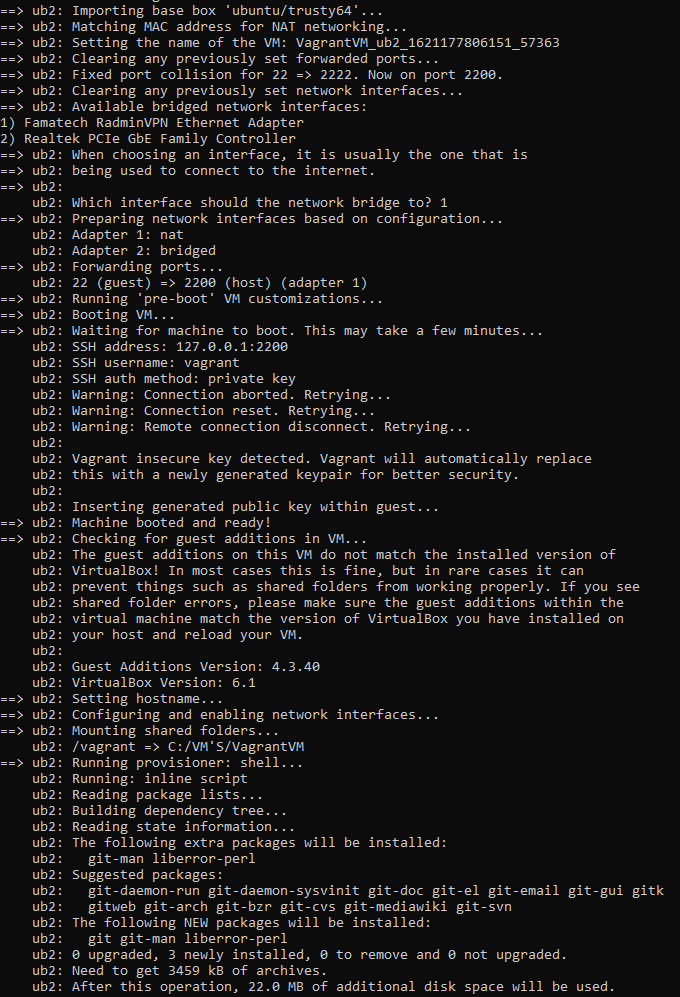 ==> ub2: Importing base box 'ubuntu/trusty64'...
==> ub2: Matching MAC address for NAT networking...
==> ub2: Setting the name of the VM: VagrantVM_ub2_1621177806151_57363
==> ub2: Clearing any previously set forwarded ports...
==> ub2: Fixed port collision for 22 => 2222. Now on port 2200.
==> ub2: Clearing any previously set network interfaces...
==> ub2: Available bridged network interfaces:
1) Famatech RadminVPN Ethernet Adapter
2) Realtek PCIe GbE Family Controller
==> ub2: When choosing an interface, it is usually the one that is
==> ub2: being used to connect to the internet.
==> ub2:
    ub2: Which interface should the network bridge to? 1
==> ub2: Preparing network interfaces based on configuration...
    ub2: Adapter 1: nat
    ub2: Adapter 2: bridged
==> ub2: Forwarding ports...
    ub2: 22 (guest) => 2200 (host) (adapter 1)
==> ub2: Running 'pre-boot' VM customizations...
==> ub2: Booting VM...
==> ub2: Waiting for machine to boot. This may take a few minutes...
    ub2: SSH address: 127.0.0.1:2200
    ub2: SSH username: vagrant
    ub2: SSH auth method: private key
    ub2: Warning: Connection aborted. Retrying...
    ub2: Warning: Connection reset. Retrying...
    ub2: Warning: Remote connection disconnect. Retrying...
    ub2:
    ub2: Vagrant insecure key detected. Vagrant will automatically replace
    ub2: this with a newly generated keypair for better security.
    ub2:
    ub2: Inserting generated public key within guest...
==> ub2: Machine booted and ready!
==> ub2: Checking for guest additions in VM...
    ub2: The guest additions on this VM do not match the installed version of
    ub2: VirtualBox! In most cases this is fine, but in rare cases it can
    ub2: prevent things such as shared folders from working properly. If you see
    ub2: shared folder errors, please make sure the guest additions within the
    ub2: virtual machine match the version of VirtualBox you have installed on
    ub2: your host and reload your VM.
    ub2:
    ub2: Guest Additions Version: 4.3.40
    ub2: VirtualBox Version: 6.1
==> ub2: Setting hostname...
==> ub2: Configuring and enabling network interfaces...
==> ub2: Mounting shared folders...
    ub2: /vagrant => C:/VM'S/VagrantVM
==> ub2: Running provisioner: shell...
    ub2: Running: inline script
    ub2: Reading package lists...
    ub2: Building dependency tree...
    ub2: Reading state information...
    ub2: The following extra packages will be installed:
    ub2:   git-man liberror-perl
    ub2: Suggested packages:
    ub2:   git-daemon-run git-daemon-sysvinit git-doc git-el git-email git-gui gitk
    ub2:   gitweb git-arch git-bzr git-cvs git-mediawiki git-svn
    ub2: The following NEW packages will be installed:
    ub2:   git git-man liberror-perl
    ub2: 0 upgraded, 3 newly installed, 0 to remove and 0 not upgraded.
    ub2: Need to get 3459 kB of archives.
    ub2: After this operation, 22.0 MB of additional disk space will be used.